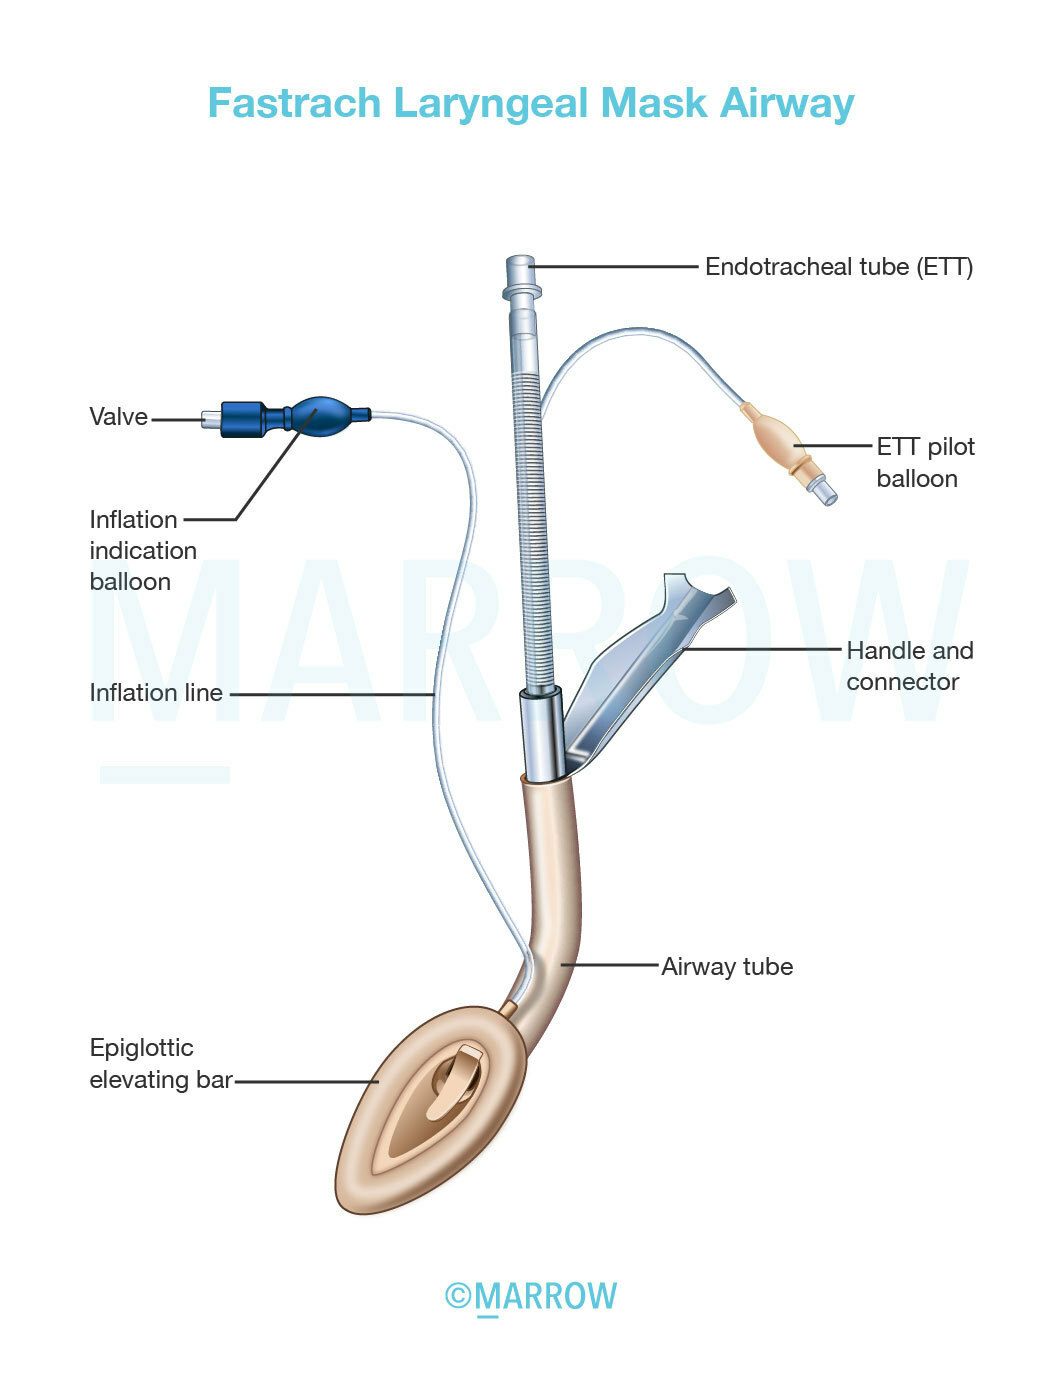 Fastrach Laryngeal Mask Airway
Endotracheal tube (ETT)
Valve
ETT pilot
balloon
Inflation
indication
balloon
MARROW
Handle and
connector
Inflation line
Airway tube
Epiglottic
elevating bar
©MARROW